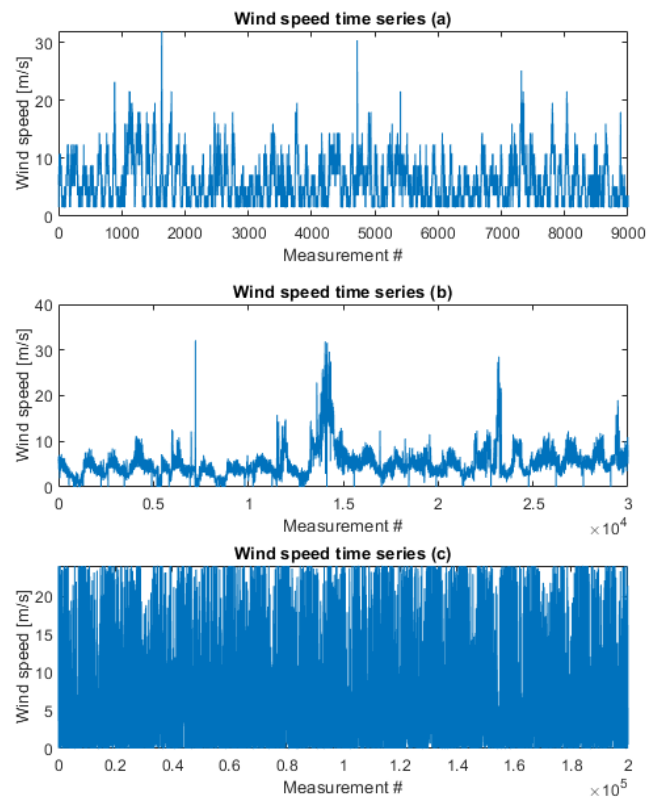 Wind speed time series (a)
Wind speed [m/s]
30
20
10
0
0 1000 2000 3000 4000 5000 6000 7000 8000 9000
Measurement #
Wind speed time series (b)
Wind speed [m/s]
40
30
20
10
0
0 0.5 1 1.5 2 2.5 3
Measurement #
×10^4
Wind speed time series (c)
Wind speed [m/s]
20
15
10
5
0
0 0.2 0.4 0.6 0.8 1 1.2 1.4 1.6 1.8 2
Measurement #
×10^5